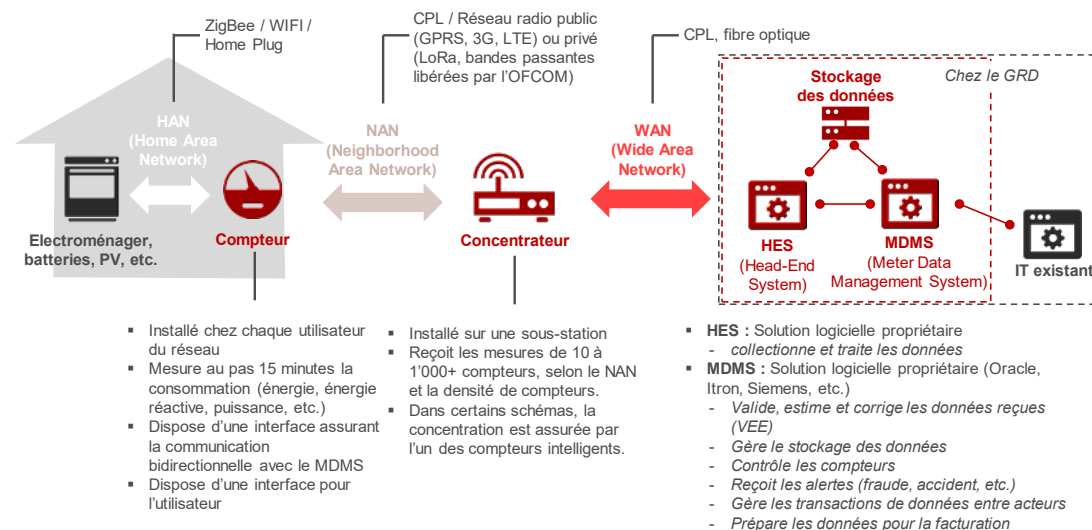 ZigBee / WIFI /
Home Plug
CPL / Réseau radio public
(GPRS, 3G, LTE) ou privé
(LoRa, bandes passantes
libérées par l'OFCOM)
CPL, fibre optique
Stockage
des données
Chez le GRD
HAN
(Home Area
Network)
NAN
(Neighborhood
Area Network)
WAN
(Wide Area
Network)
Electroménager,
batteries, PV, etc.
Compteur
Concentrateur
HES
(Head-End
System)
MDMS
(Meter Data
Management System)
IT existant
▪ Installé chez chaque utilisateur
du réseau
▪ Mesure au pas 15 minutes la
consommation (énergie, énergie
réactive, puissance, etc.)
▪ Dispose d'une interface assurant
la communication
bidirectionnelle avec le MDMS
▪ Dispose d'une interface pour
l'utilisateur
▪ Installé sur une sous-station
▪ Reçoit les mesures de 10 à
1'000+ compteurs, selon le NAN
et la densité de compteurs.
▪ Dans certains schémas, la
concentration est assurée par
l'un des compteurs intelligents.
▪ HES : Solution logicielle propriétaire
- collectionne et traite les données
▪ MDMS : Solution logicielle propriétaire (Oracle,
Itron, Siemens, etc.)
- Valide, estime et corrige les données reçues
(VEE)
- Gère le stockage des données
- Contrôle les compteurs
- Reçoit les alertes (fraude, accident, etc.)
- Gère les transactions de données entre acteurs
- Prépare les données pour la facturation